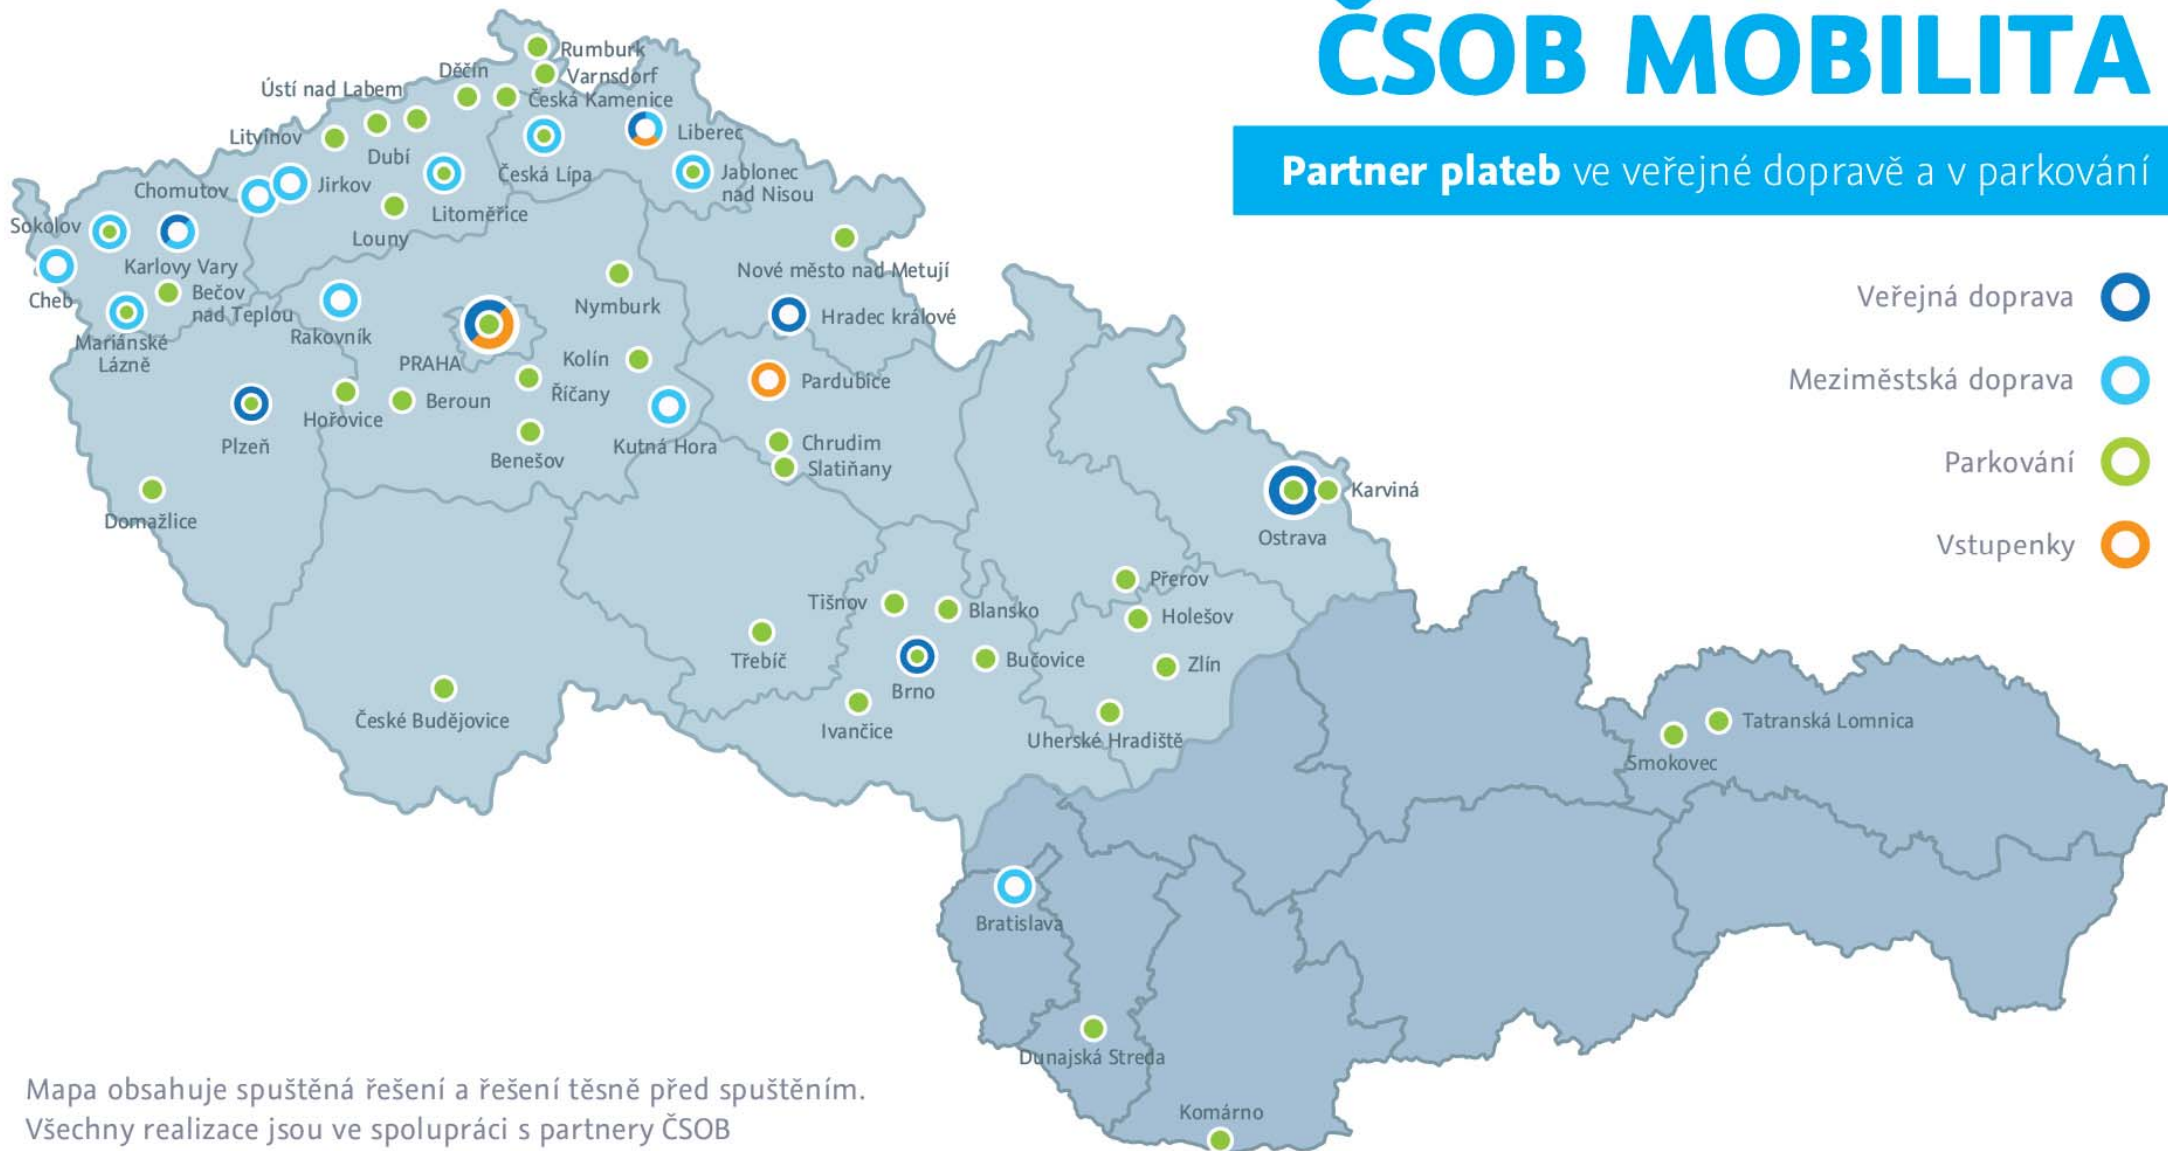 ČSOB MOBILITA
Partner plateb ve veřejné dopravě a v parkování
Veřejná doprava
Meziměstská doprava
Parkování
Vstupenky
Rumburk
Varnsdorf
Děčín
Česká Kamenice
Ústí nad Labem
Litvínov
Dubí
Liberec
Česká Lípa
Jablonec
nad Nisou
Chomutov
Jirkov
Litoměřice
Louny
Sokolov
Karlovy Vary
Cheb
Bečov
nad Teplou
Mariánské
Lázně
Rakovník
Nymburk
Nové město nad Metují
Hradec králové
PRAHA
Kolín
Říčany
Pardubice
Hořovice
Beroun
Plzeň
Benešov
Kutná Hora
Chrudim
Slatiňany
Domažlice
Karviná
Ostrava
Přerov
Tišnov
Blansko
Holešov
Třebíč
Bučovice
Zlín
Brno
České Budějovice
Ivančice
Uherské Hradiště
Tatranská Lomnica
Smokovec
Bratislava
Dunajská Streda
Komárno
Mapa obsahuje spuštěná řešení a řešení těsně před spuštěním.
Všechny realizace jsou ve spolupráci s partnery ČSOB